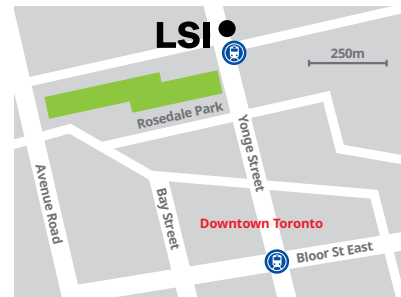 LSI
250m
Rosedale Park
Yonge Street
Avenue Road
Bay Street
Downtown Toronto
Bloor St East